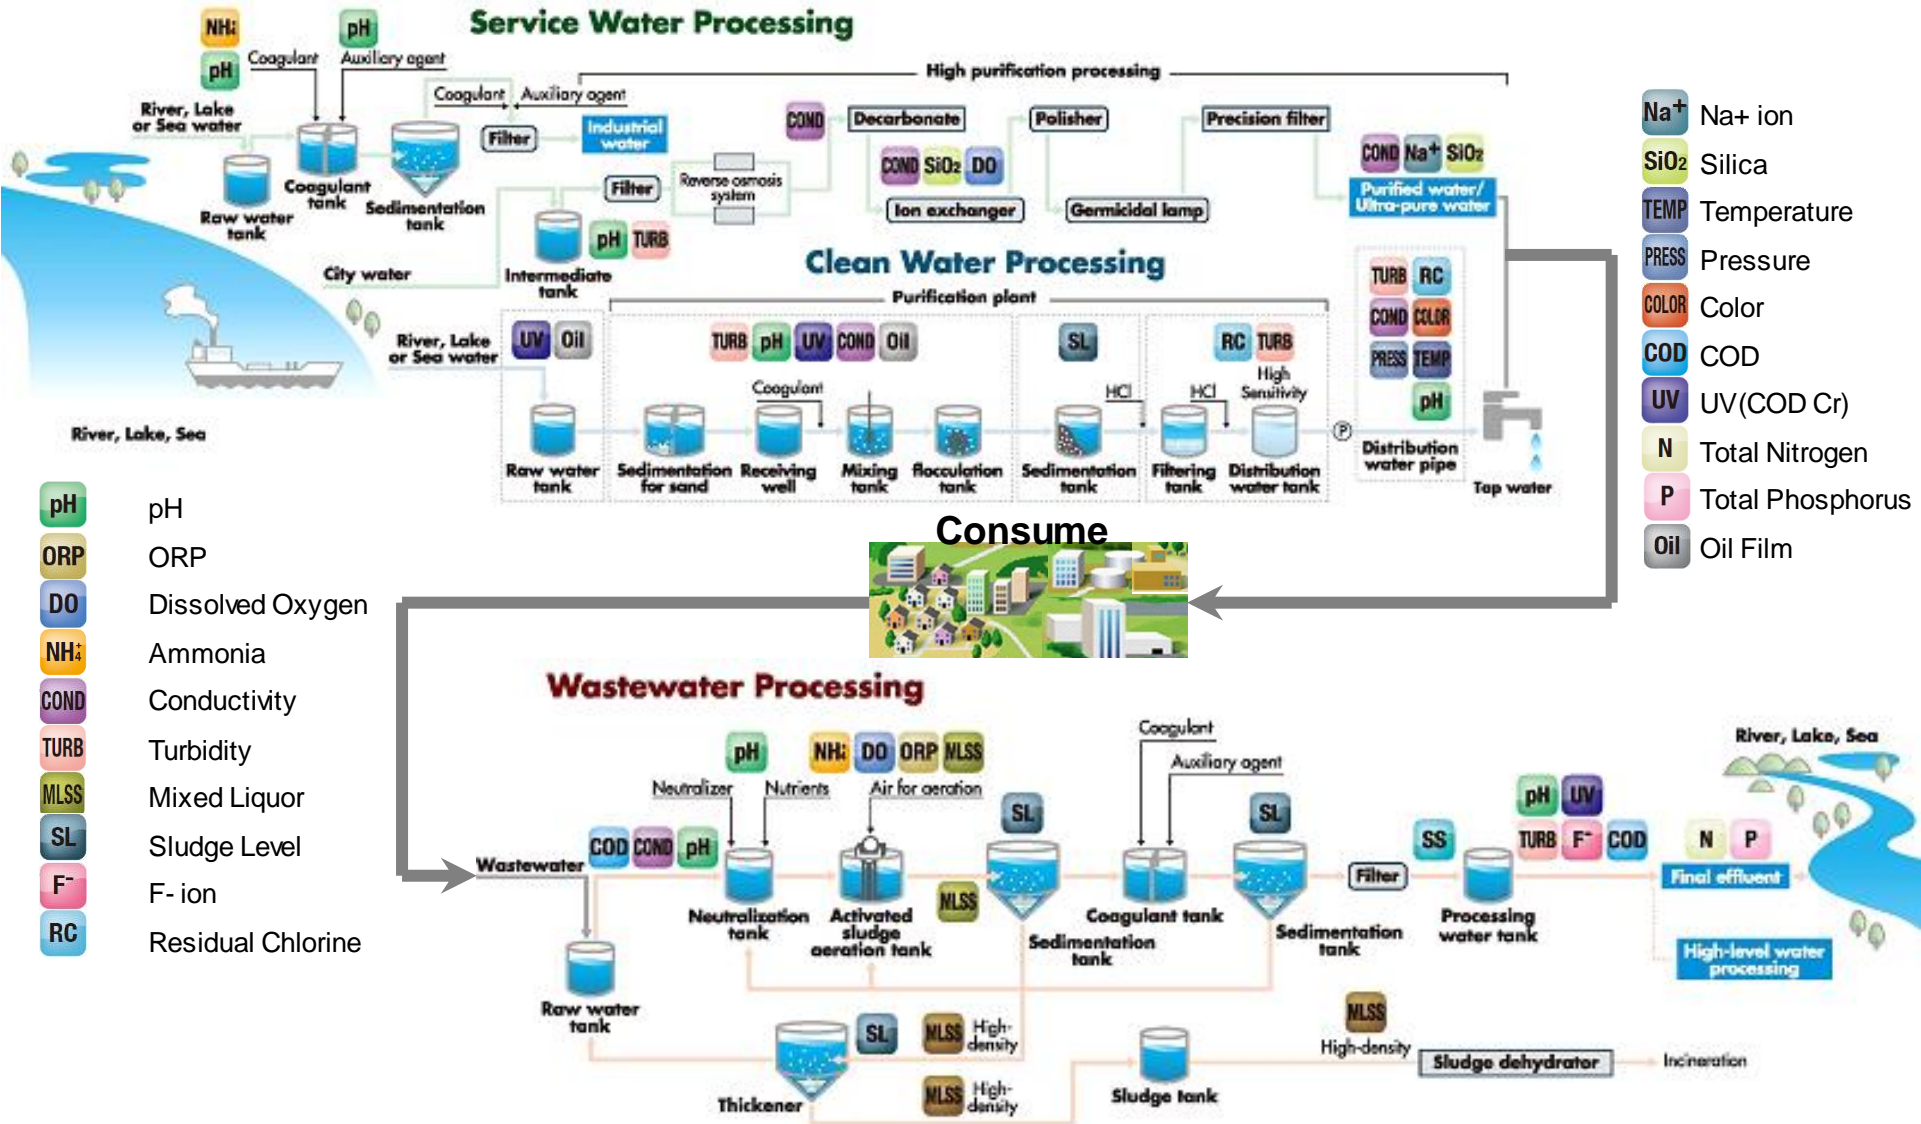 Service Water Processing
NH₄⁺
pH
pH
Coagulant
Auxiliary agent
River, Lake
or Sea water
Raw water
tank
Coagulant
tank
Sedimentation
tank
Coagulant
Auxiliary agent
Filter
Industrial
water
High purification processing
City water
Intermediate
tank
pH
TURB
Filter
Reverse osmosis
system
COND
Decarbonate
COND
SiO₂
DO
Ion exchanger
Polisher
Germicidal lamp
Precision filter
COND
Na⁺
SiO₂
Purified water/
Ultra-pure water
Clean Water Processing
Purification plant
River, Lake
or Sea water
UV
Oil
Raw water
tank
TURB
pH
UV
COND
Oil
Coagulant
Sedimentation
for sand
Receiving
well
Mixing
tank
flocculation
tank
SL
HCl
Sedimentation
tank
RC
TURB
High
Sensitivity
HCl
Filtering
tank
Distribution
water tank
P
TURB
RC
COND
COLOR
PRESS
TEMP
pH
Distribution
water pipe
Tap water
River, Lake, Sea
Na⁺ Na+ ion
SiO₂ Silica
TEMP Temperature
PRESS Pressure
COLOR Color
COD COD
UV UV(COD Cr)
N Total Nitrogen
P Total Phosphorus
Oil Oil Film
pH pH
ORP ORP
DO Dissolved Oxygen
NH₄⁺ Ammonia
COND Conductivity
TURB Turbidity
MLSS Mixed Liquor
SL Sludge Level
F⁻ F- ion
RC Residual Chlorine
Consume
Wastewater Processing
Wastewater
Raw water
tank
COD
COND
pH
pH
Neutralizer
Nutrients
Neutralization
tank
NH₄⁺
DO
ORP
MLSS
Air for aeration
Activated
sludge
aeration tank
MLSS
SL
Sedimentation
tank
Coagulant
Auxiliary agent
Coagulant tank
SL
Sedimentation
tank
Filter
SS
Processing
water tank
pH
UV
TURB
F⁻
COD
N
P
Final effluent
High-level water
processing
River, Lake, Sea
SL
MLSS
High-
density
Thickener
MLSS
High-
density
Sludge tank
MLSS
High-density
Sludge dehydrator
Incineration